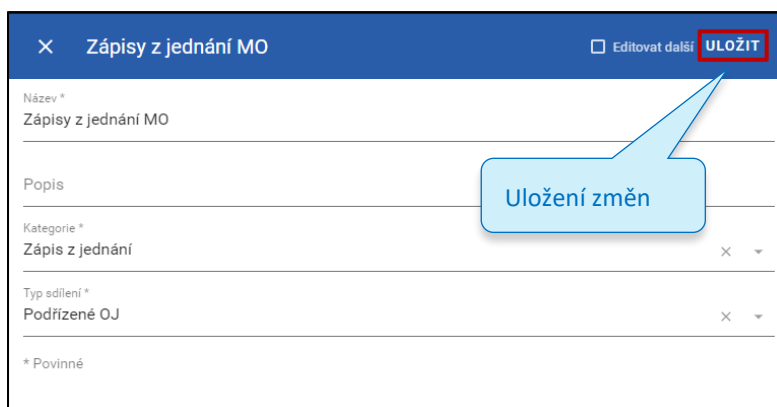 Zápisy z jednání MO
Editovat další ULOŽIT
Název *
Zápisy z jednání MO
Popis
Uložení změn
Kategorie *
Zápis z jednání
Typ sdílení *
Podřízené OJ
* Povinné